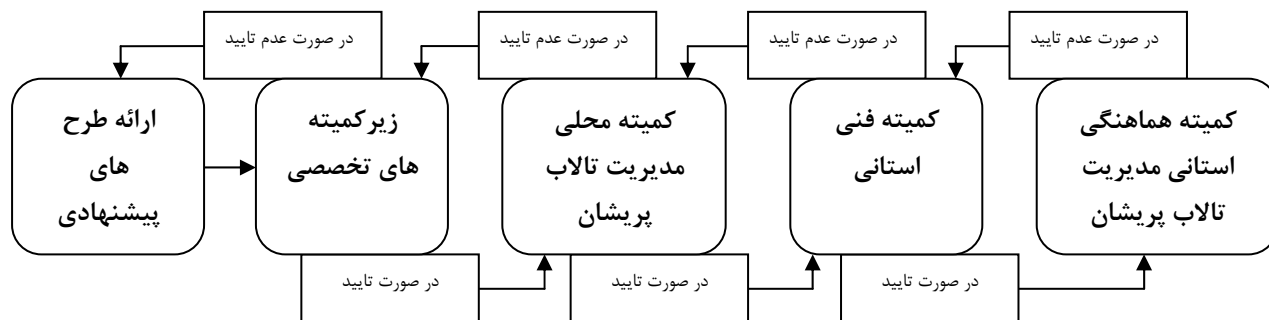 در صورت عدم تایید
در صورت عدم تایید
در صورت عدم تایید
در صورت عدم تایید
کمیته هماهنگی
استانی مدیریت
تالاب پریشان
کمیته فنی
استانی
کمیته محلی
مدیریت تالاب
پریشان
زیرکمیته
های تخصصی
ارائه طرح
های
پیشنهادی
در صورت تایید
در صورت تایید
در صورت تایید